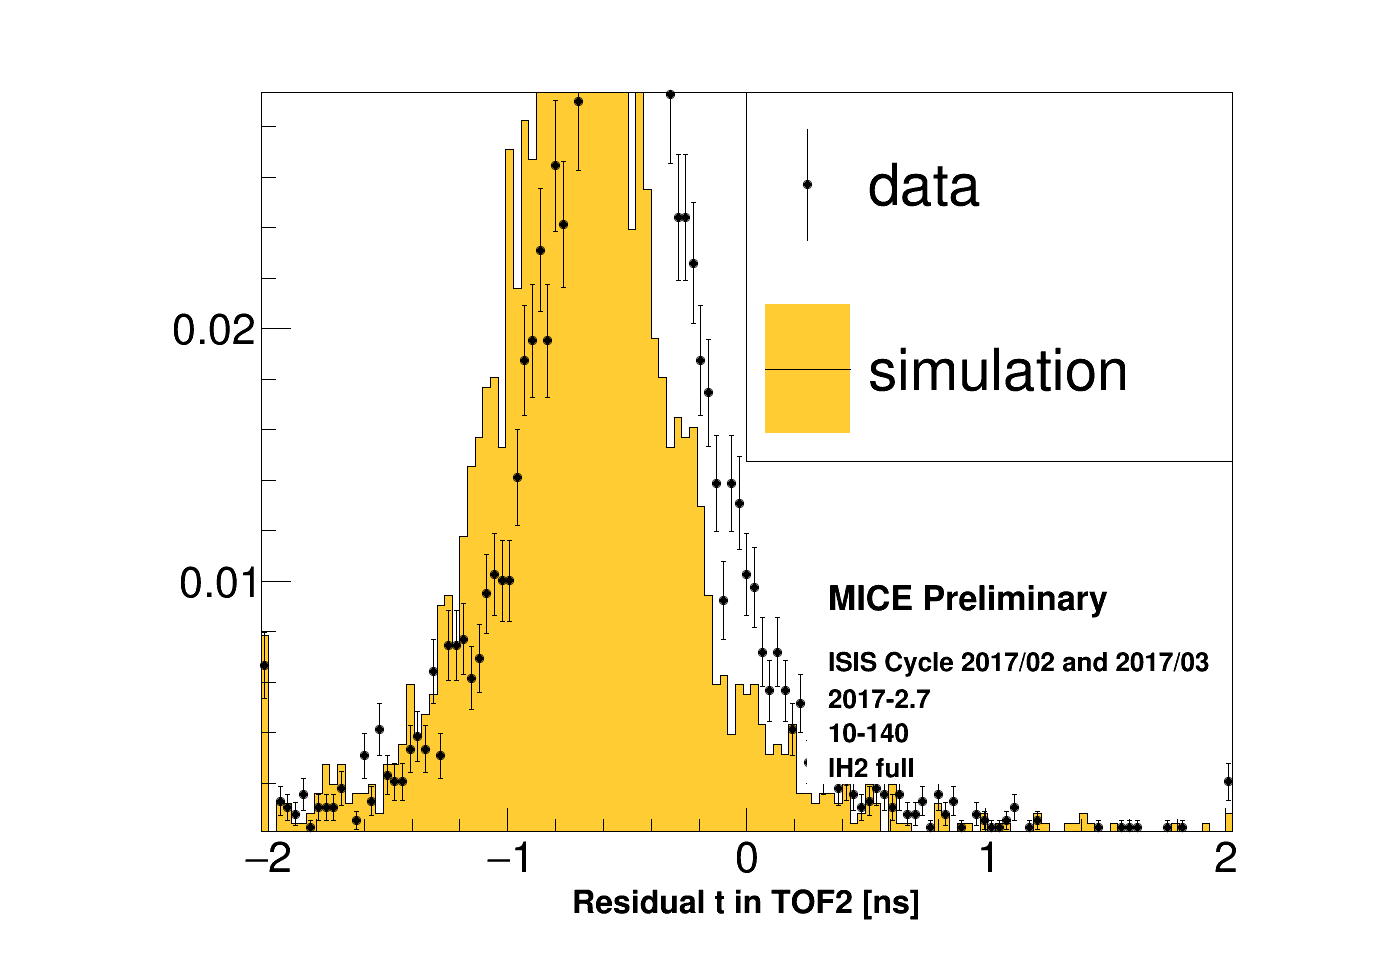 data
simulation
0.02
0.01
MICE Preliminary
ISIS Cycle 2017/02 and 2017/03
2017-2.7
10-140
IH2 full
−2 −1 0 1 2
Residual t in TOF2 [ns]